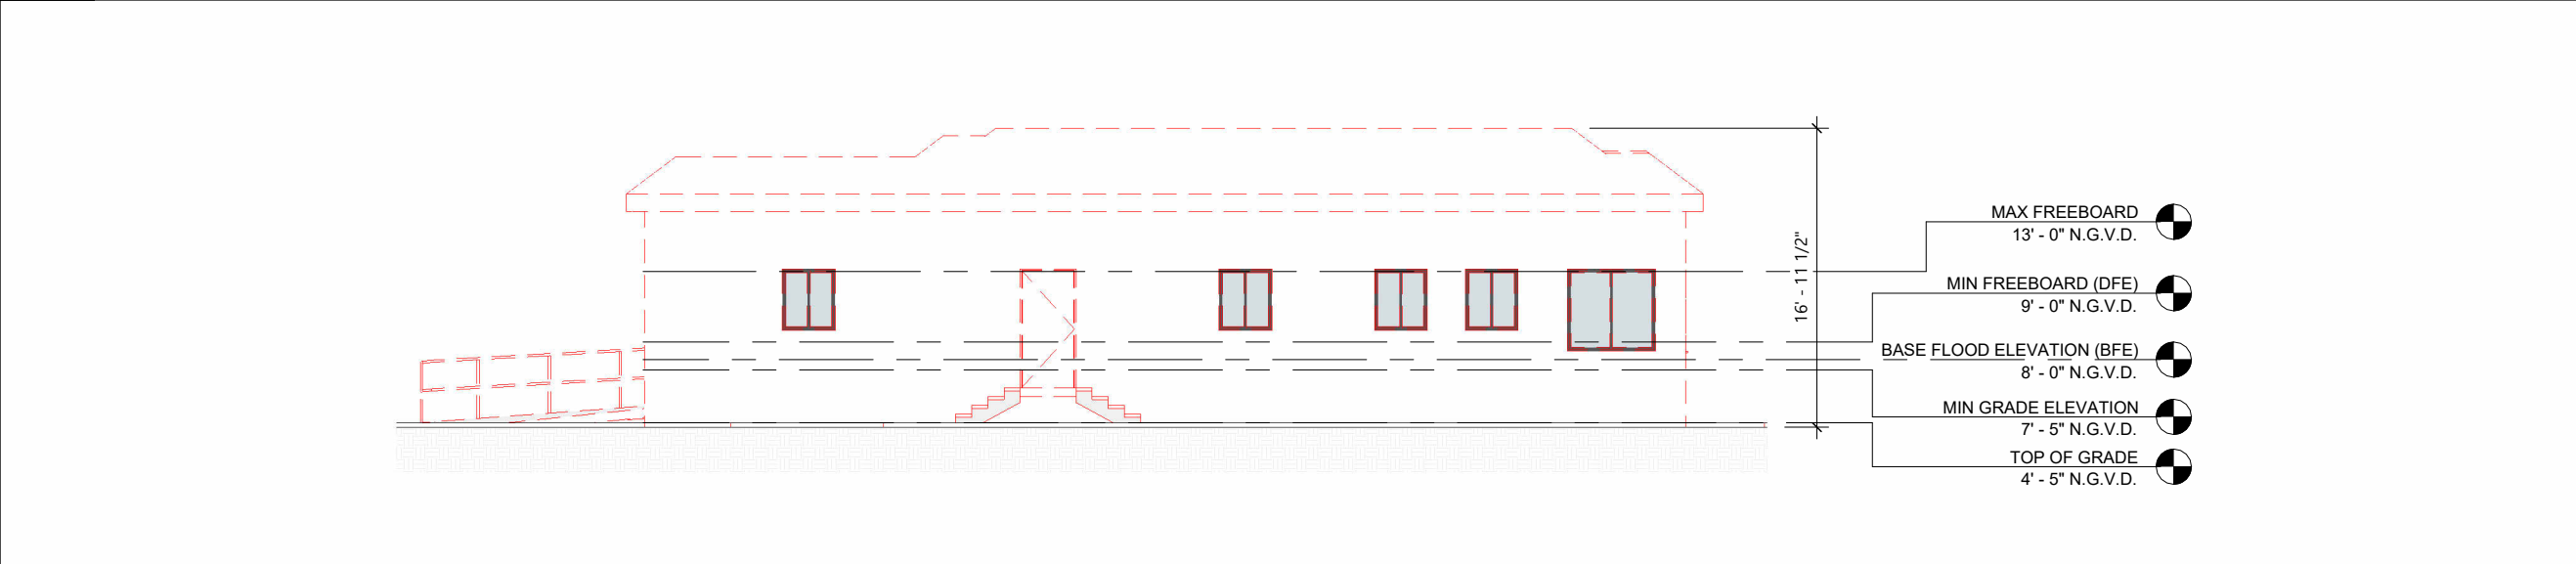 16' - 11 1/2"
MAX FREEBOARD
13' - 0" N.G.V.D.
MIN FREEBOARD (DFE)
9' - 0" N.G.V.D.
BASE FLOOD ELEVATION (BFE)
8' - 0" N.G.V.D.
MIN GRADE ELEVATION
7' - 5" N.G.V.D.
TOP OF GRADE
4' - 5" N.G.V.D.